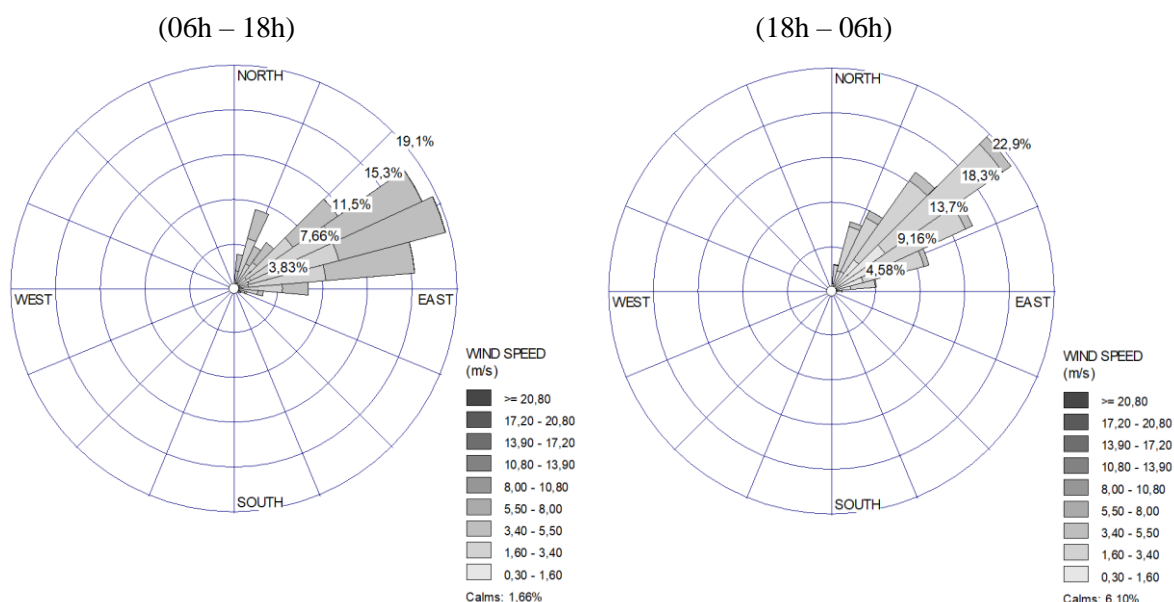 (06h – 18h)
NORTH
19,1%
15,3%
11,5%
7,66%
3,83%
WEST
EAST
SOUTH
WIND SPEED
(m/s)
>= 20,80
17,20 - 20,80
13,90 - 17,20
10,80 - 13,90
8,00 - 10,80
5,50 - 8,00
3,40 - 5,50
1,60 - 3,40
0,30 - 1,60
Calms: 1,66%
(18h – 06h)
NORTH
22,9%
18,3%
13,7%
9,16%
4,58%
WEST
EAST
SOUTH
WIND SPEED
(m/s)
>= 20,80
17,20 - 20,80
13,90 - 17,20
10,80 - 13,90
8,00 - 10,80
5,50 - 8,00
3,40 - 5,50
1,60 - 3,40
0,30 - 1,60
Calms: 6,10%